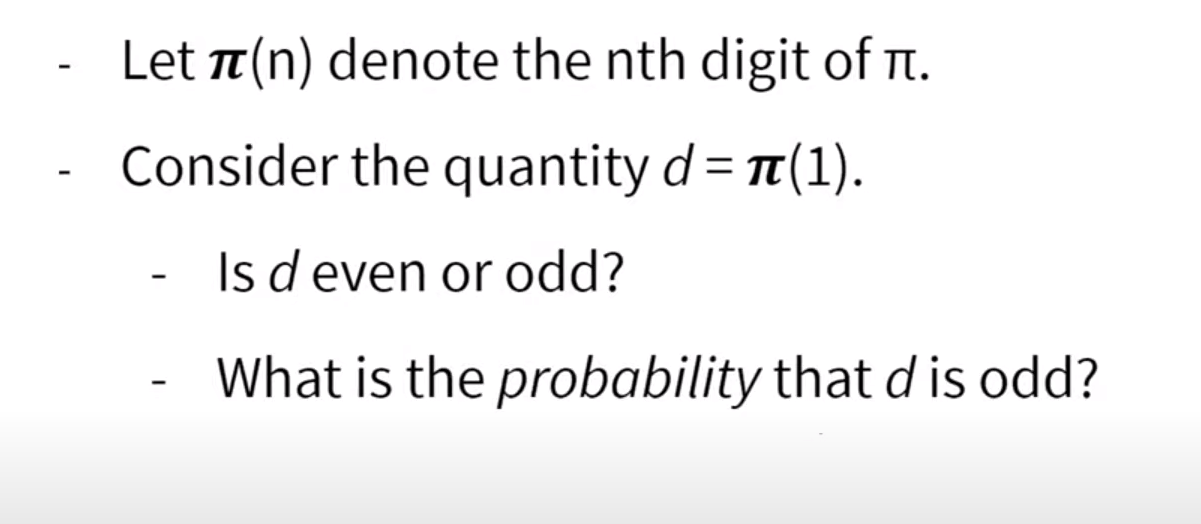 - Let π(n) denote the nth digit of π.
- Consider the quantity d = π(1).
- Is d even or odd?
- What is the probability that d is odd?